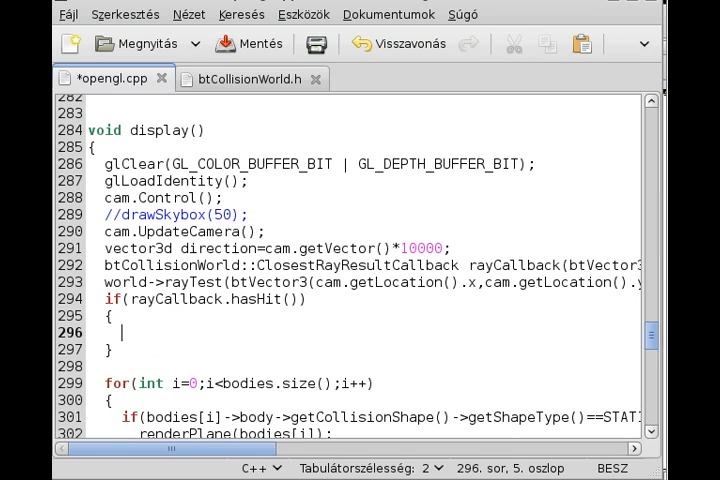 Fájl Szerkesztés Nézet Keresés Eszközök Dokumentumok Súgó
Megnyitás Mentés Visszavonás
*opengl.cpp btCollisionWorld.h
282
283
284 void display()
285 {
286 glClear(GL_COLOR_BUFFER_BIT | GL_DEPTH_BUFFER_BIT);
287 glLoadIdentity();
288 cam.Control();
289 //drawSkybox(50);
290 cam.UpdateCamera();
291 vector3d direction=cam.getVector()*10000;
292 btCollisionWorld::ClosestRayResultCallback rayCallback(btVector3
293 world->rayTest(btVector3(cam.getLocation().x,cam.getLocation().y
294 if(rayCallback.hasHit())
295 {
296
297 }
298
299 for(int i=0;i<bodies.size();i++)
300 {
301 if(bodies[i]->body->getCollisionShape()->getShapeType()==STATI
302 renderPlane(bodies[i]);
C++ Tabulátorszélesség: 2 296. sor, 5. oszlop BESZ